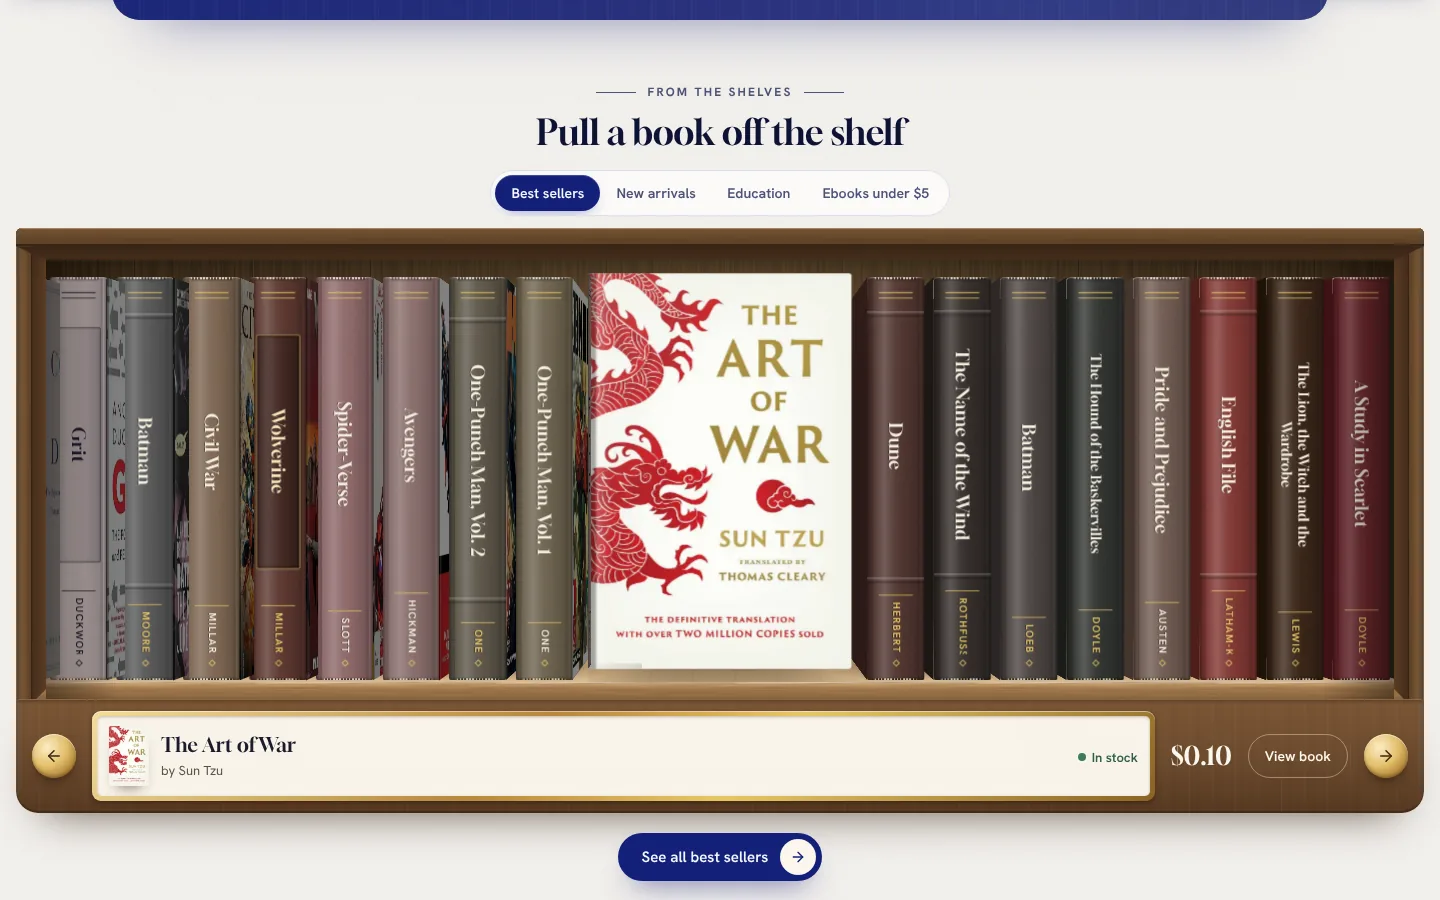 FROM THE SHELVES
Pull a book off the shelf
Best sellers
New arrivals
Education
Ebooks under $5
Grit
DUCKWOR
Batman
MOORE
Civil War
MILLAR
Wolverine
MILLAR
Spider-Verse
SLOTT
Avengers
HICKMAN
One-Punch Man, Vol. 2
ONE
One-Punch Man, Vol. 1
ONE
THE
ART
OF
WAR
SUN TZU
TRANSLATED BY
THOMAS CLEARY
THE DEFINITIVE TRANSLATION
WITH OVER TWO MILLION COPIES SOLD
Dune
HERBERT
The Name of the Wind
ROTHFUSS
Batman
LOEB
The Hound of the Baskervilles
DOYLE
Pride and Prejudice
AUSTEN
English File
LATHAM-K
The Lion, the Witch and the
Wardrobe
LEWIS
A Study in Scarlet
DOYLE
The Art of War
by Sun Tzu
In stock
$0.10
View book
See all best sellers